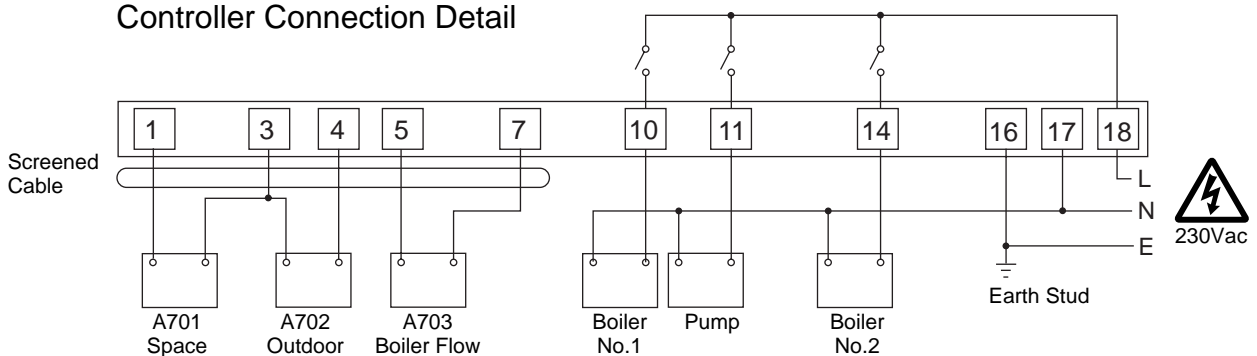 Controller Connection Detail
1 3 4 5 7 10 11 14 16 17 18
Screened
Cable
L
N
E
230Vac
Earth Stud
A701
Space
A702
Outdoor
A703
Boiler Flow
Boiler
No.1
Pump
Boiler
No.2